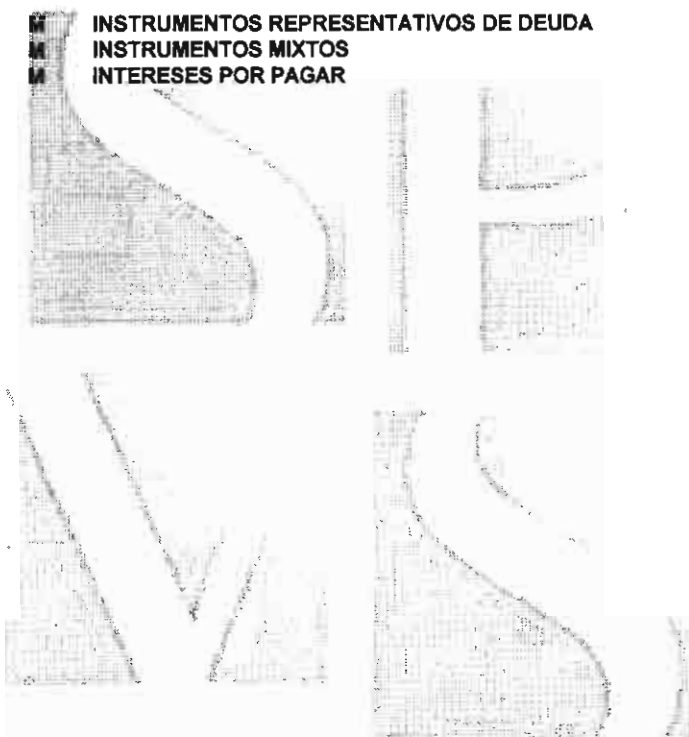 M INSTRUMENTOS REPRESENTATIVOS DE DEUDA
M INSTRUMENTOS MIXTOS
M INTERESES POR PAGAR